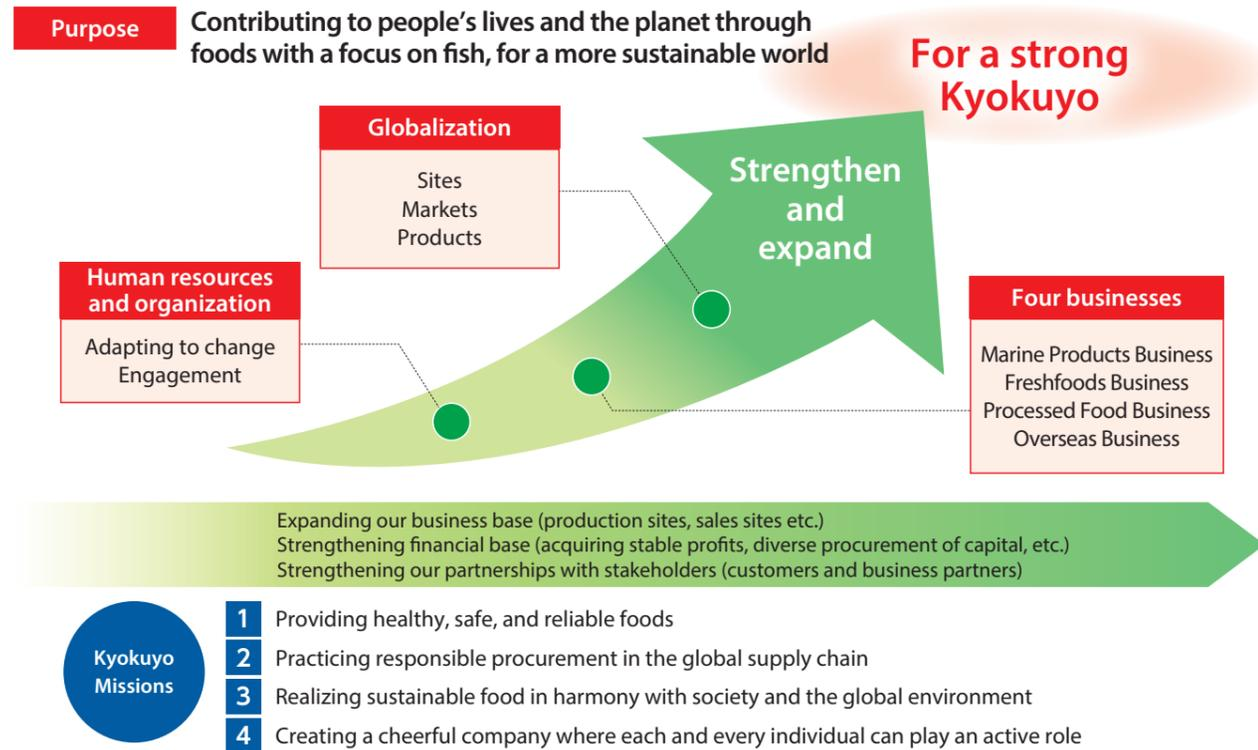 Purpose
Contributing to people's lives and the planet through
foods with a focus on fish, for a more sustainable world
For a strong
Kyokuyo
Globalization
Sites
Markets
Products
Strengthen
and
expand
Human resources
and organization
Adapting to change
Engagement
Four businesses
Marine Products Business
Freshfoods Business
Processed Food Business
Overseas Business
Expanding our business base (production sites, sales sites etc.)
Strengthening financial base (acquiring stable profits, diverse procurement of capital, etc.)
Strengthening our partnerships with stakeholders (customers and business partners)
Kyokuyo
Missions
1 Providing healthy, safe, and reliable foods
2 Practicing responsible procurement in the global supply chain
3 Realizing sustainable food in harmony with society and the global environment
4 Creating a cheerful company where each and every individual can play an active role